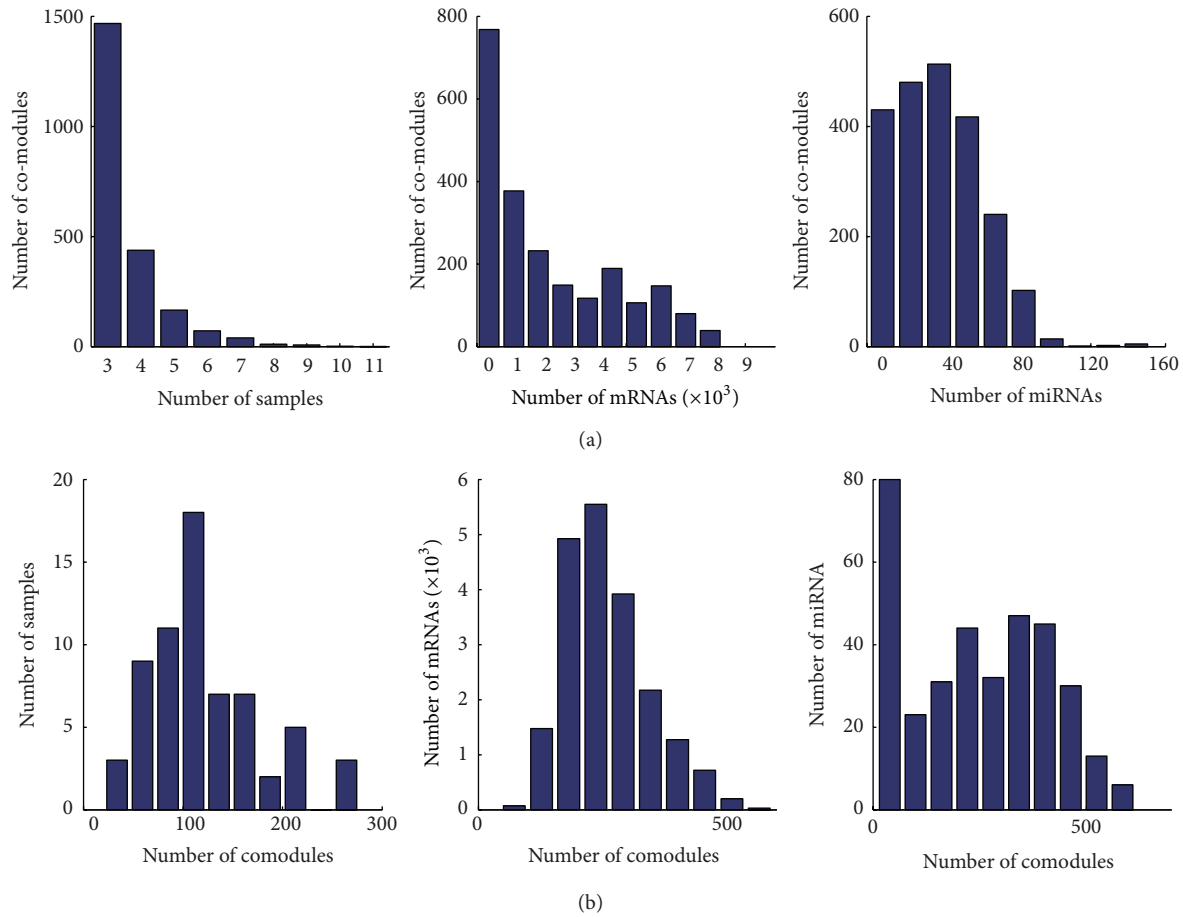 1500
1000
500
0
Number of co-modules
3 4 5 6 7 8 9 10 11
Number of samples
800
600
400
200
0
Number of co-modules
0 1 2 3 4 5 6 7 8 9
Number of mRNAs (×10³)
600
400
200
0
Number of co-modules
0 40 80 120 160
Number of miRNAs
(a)
20
15
10
5
0
Number of samples
0 100 200 300
Number of comodules
6
5
4
3
2
1
0
Number of mRNAs (×10³)
0 500
Number of comodules
80
60
40
20
0
Number of miRNA
0 500
Number of comodules
(b)